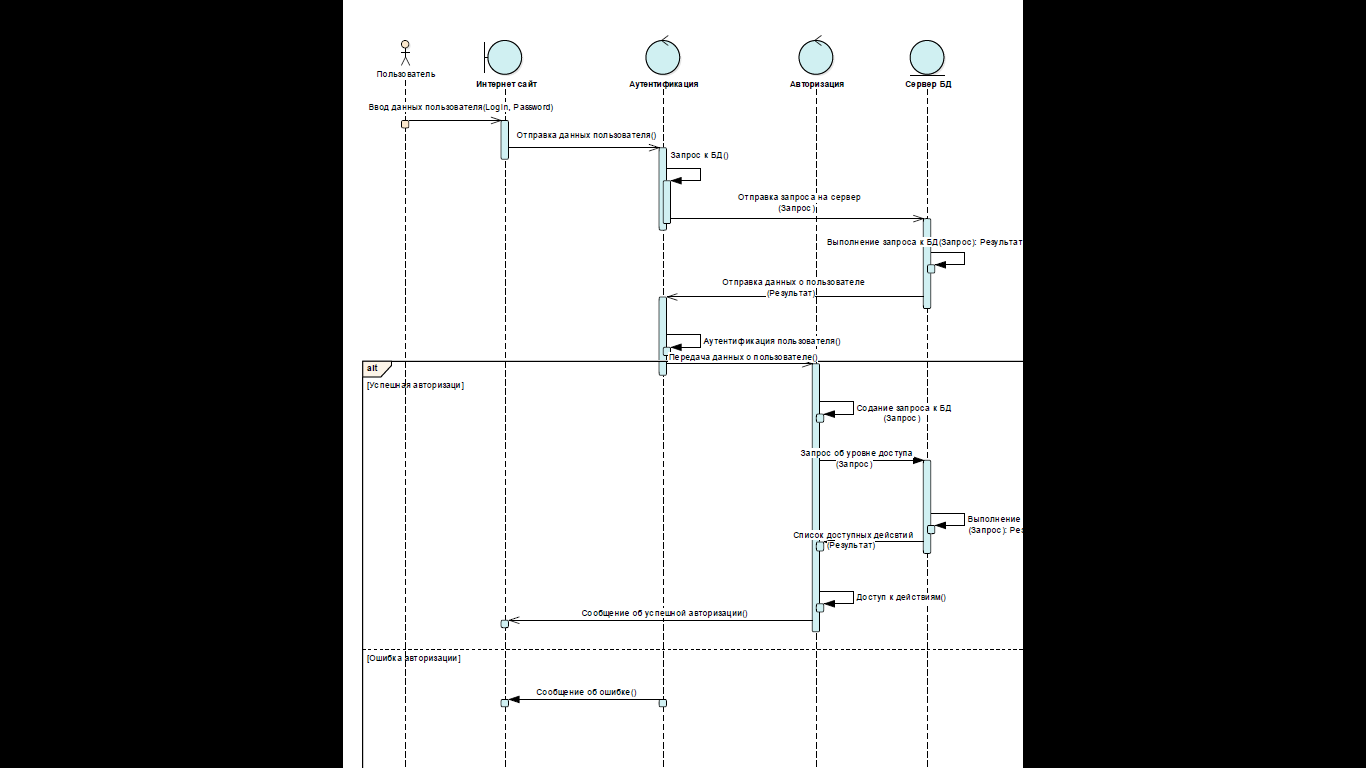 Пользователь
Интернет сайт
Аутентификация
Авторизация
Сервер БД
Ввод данных пользователя(Login, Password)
Отправка данных пользователя()
Запрос к БД()
Отправка запроса на сервер
(Запрос)
Выполнение запроса к БД(Запрос): Результат
Отправка данных о пользователе
(Результат)
Аутентификация пользователя()
Передача данных о пользователе()
alt
[Успешная авторизаци]
Содание запроса к БД
(Запрос)
Запрос об уровне доступа
(Запрос)
Выполнение
(Запрос): Рез
Список доступных дейсвтий
(Результат)
Доступ к действиям()
Сообщение об успешной авторизации()
[Ошибка авторизации]
Сообщение об ошибке()